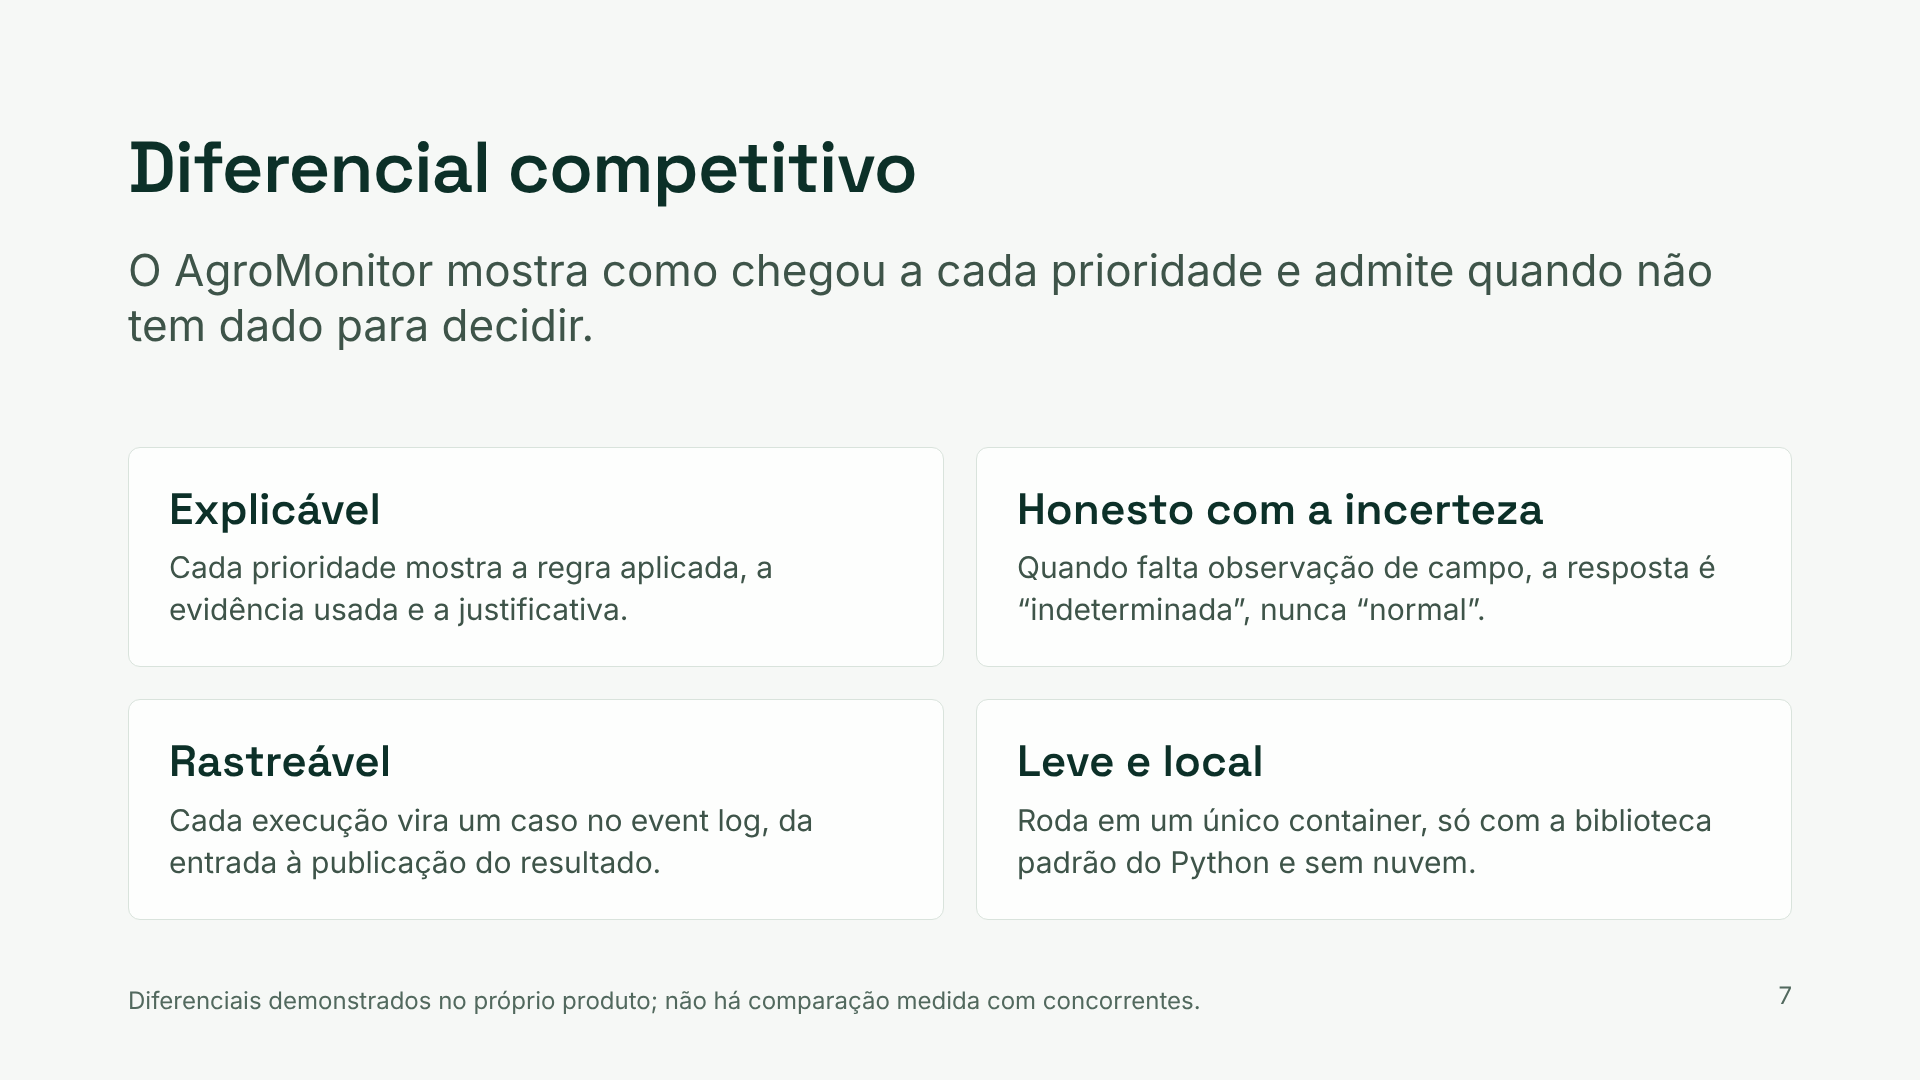 Diferencial competitivo
O AgroMonitor mostra como chegou a cada prioridade e admite quando não
tem dado para decidir.
Explicável
Cada prioridade mostra a regra aplicada, a
evidência usada e a justificativa.
Honesto com a incerteza
Quando falta observação de campo, a resposta é
“indeterminada”, nunca “normal”.
Rastreável
Cada execução vira um caso no event log, da
entrada à publicação do resultado.
Leve e local
Roda em um único container, só com a biblioteca
padrão do Python e sem nuvem.
Diferenciais demonstrados no próprio produto; não há comparação medida com concorrentes.
7